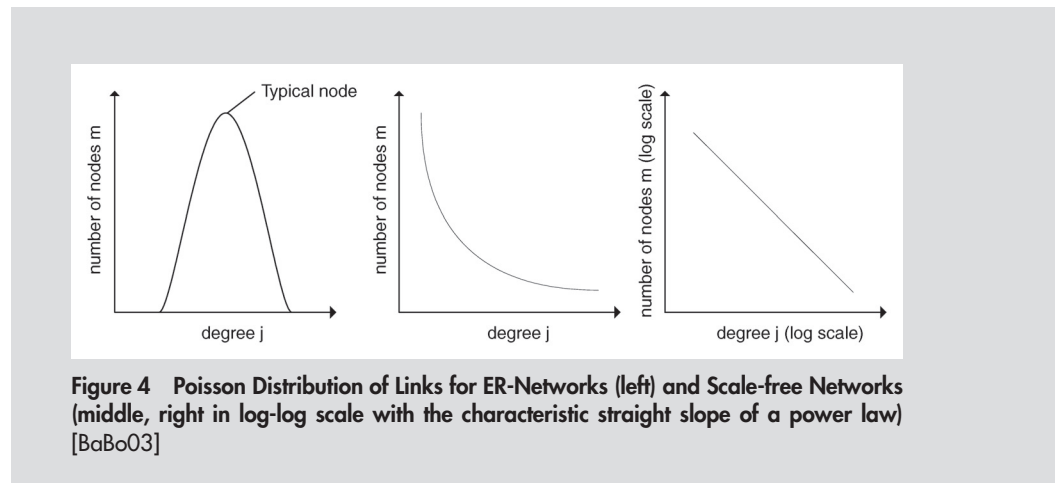 Typical node
number of nodes m
degree j
number of nodes m
degree j
number of nodes m (log scale)
degree j (log scale)
Figure 4 Poisson Distribution of Links for ER-Networks (left) and Scale-free Networks
(middle, right in log-log scale with the characteristic straight slope of a power law)
[BaBo03]